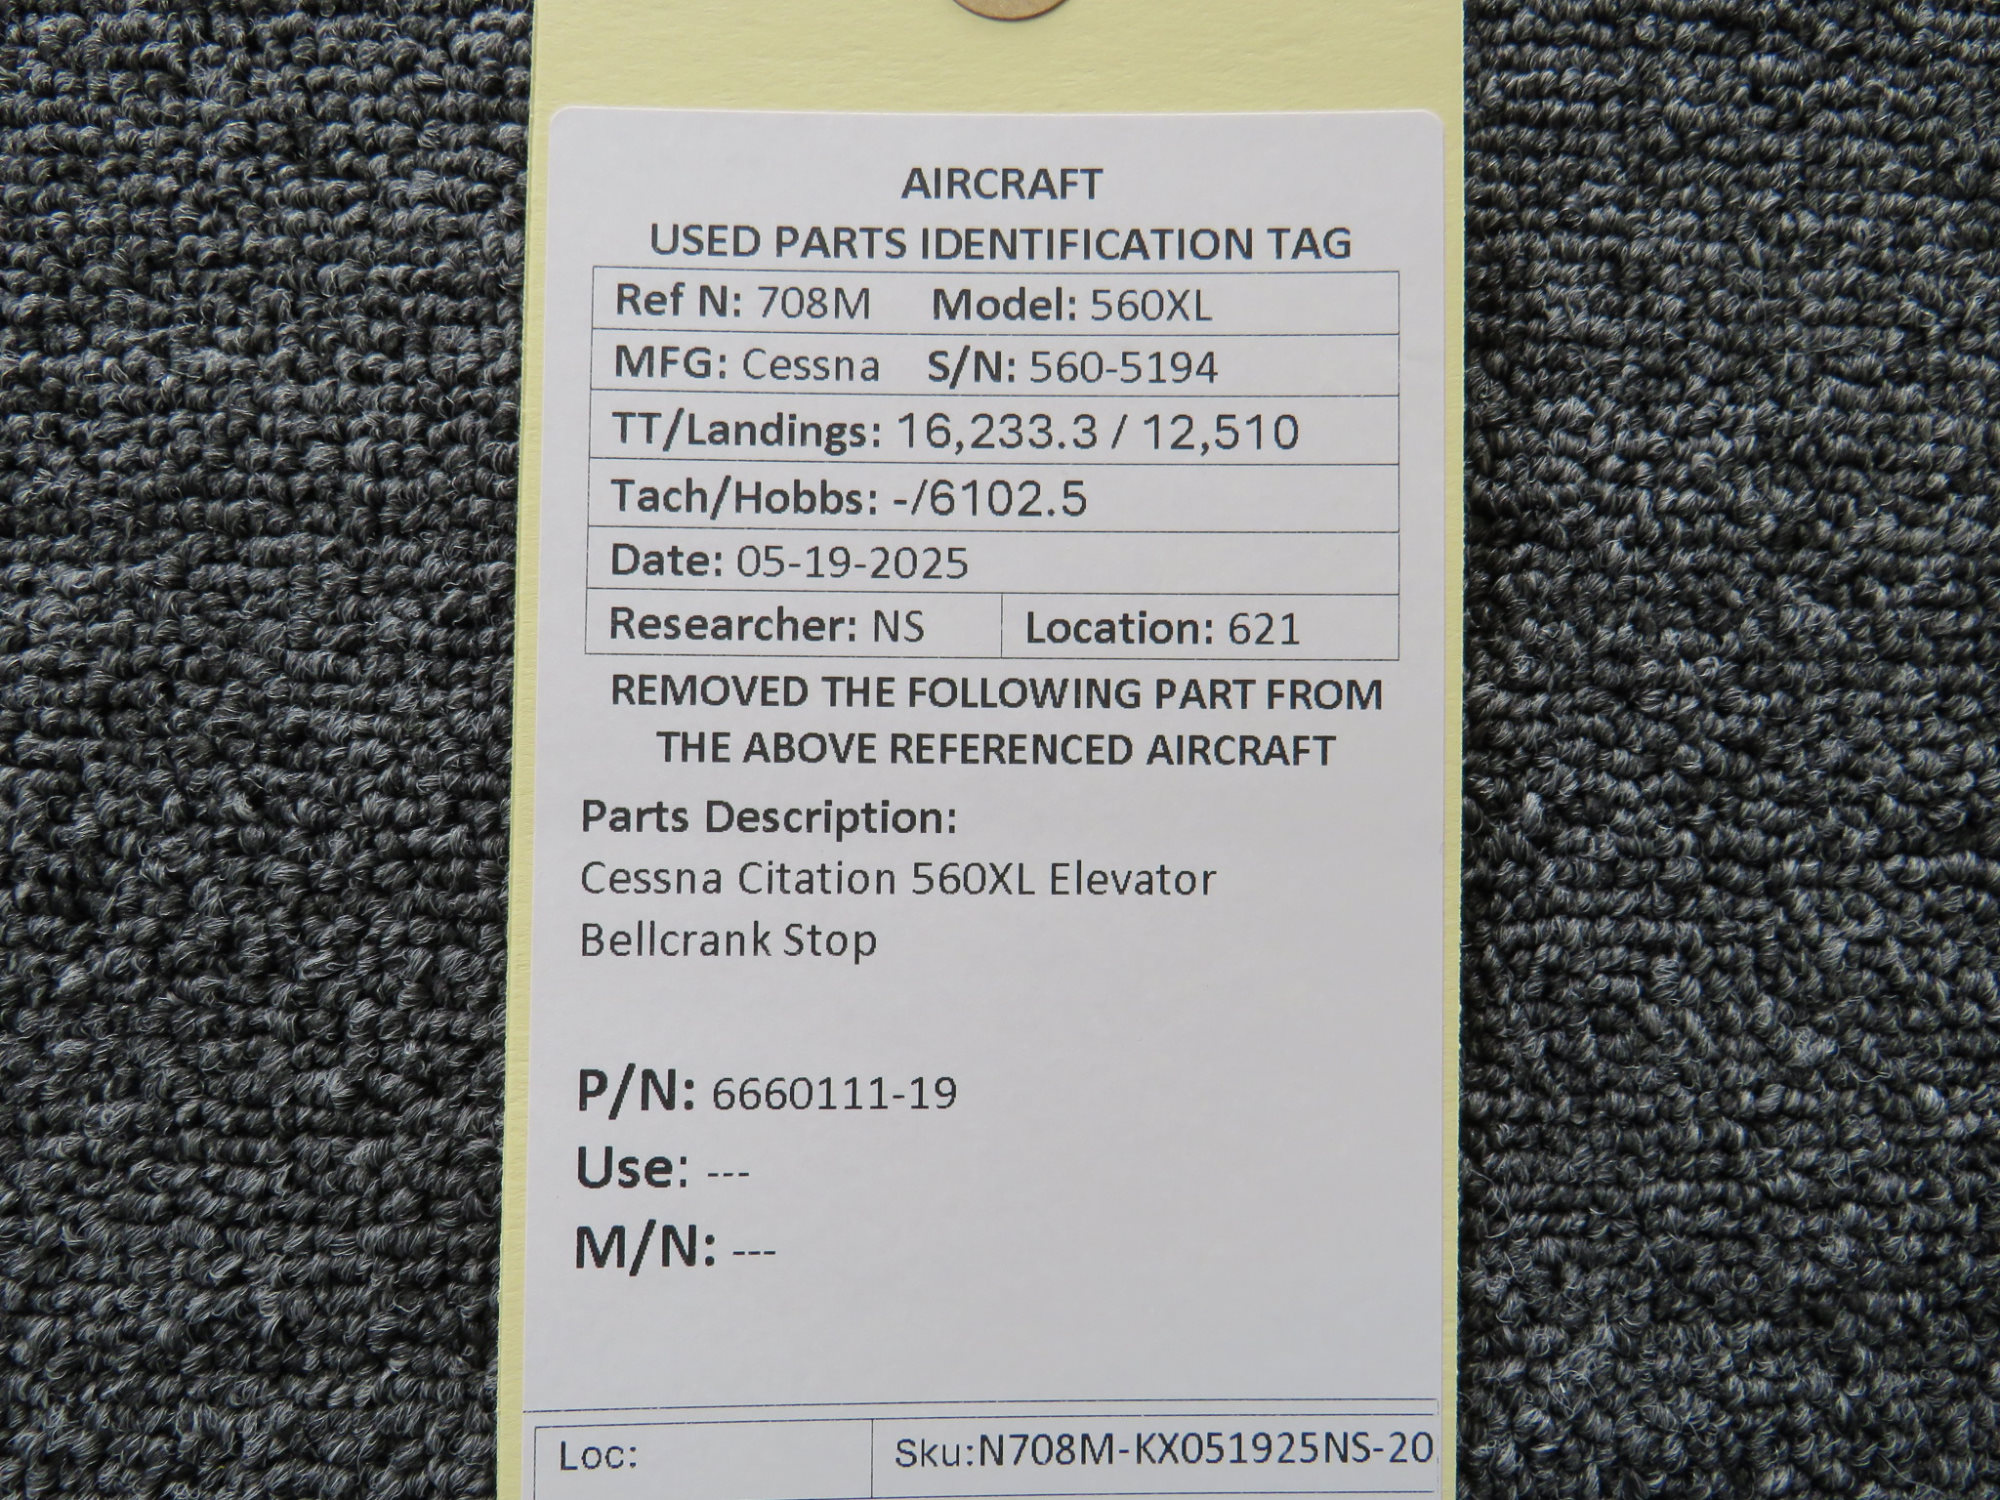 AIRCRAFT
USED PARTS IDENTIFICATION TAG
Ref N: 708M Model: 560XL
MFG: Cessna S/N: 560-5194
TT/Landings: 16,233.3 / 12,510
Tach/Hobbs: -/6102.5
Date: 05-19-2025
Researcher: NS Location: 621
REMOVED THE FOLLOWING PART FROM
THE ABOVE REFERENCED AIRCRAFT
Parts Description:
Cessna Citation 560XL Elevator
Bellcrank Stop
P/N: 6660111-19
Use: ---
M/N: ---
Loc: Sku:N708M-KX051925NS-20